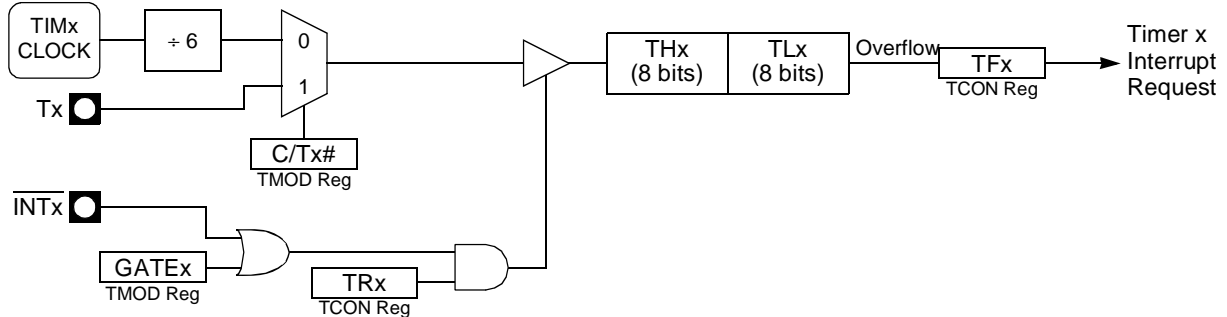 TIMx
CLOCK
÷ 6
0
1
Tx
C/Tx#
TMOD Reg
INTx
GATEx
TMOD Reg
TRx
TCON Reg
THx
(8 bits)
TLx
(8 bits)
Overflow
TFx
TCON Reg
Timer x
Interrupt
Request